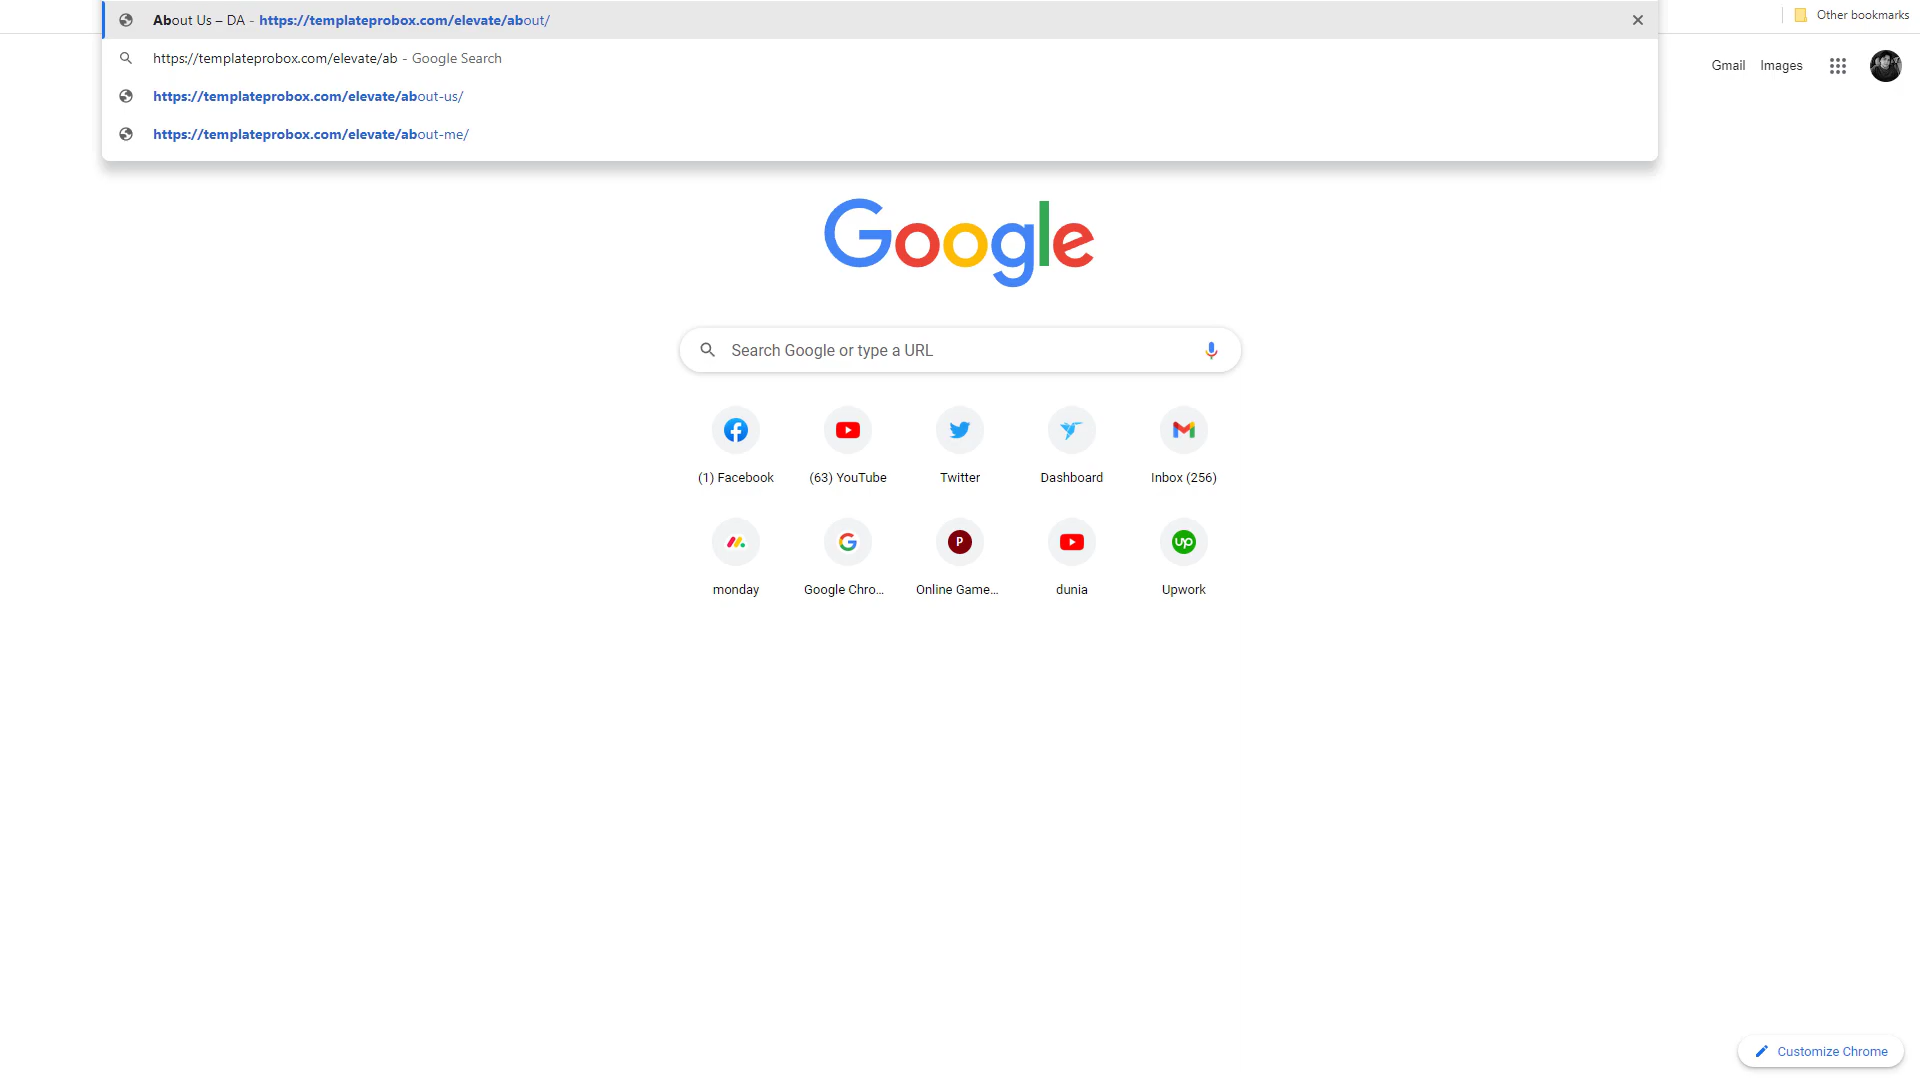 About Us – DA - https://templateprobox.com/elevate/about/
Other bookmarks
https://templateprobox.com/elevate/ab - Google Search
Gmail Images
https://templateprobox.com/elevate/about-us/
https://templateprobox.com/elevate/about-me/
Google
Search Google or type a URL
(1) Facebook (63) YouTube Twitter Dashboard Inbox (256)
P
up
monday Google Chro... Online Game... dunia Upwork
Customize Chrome